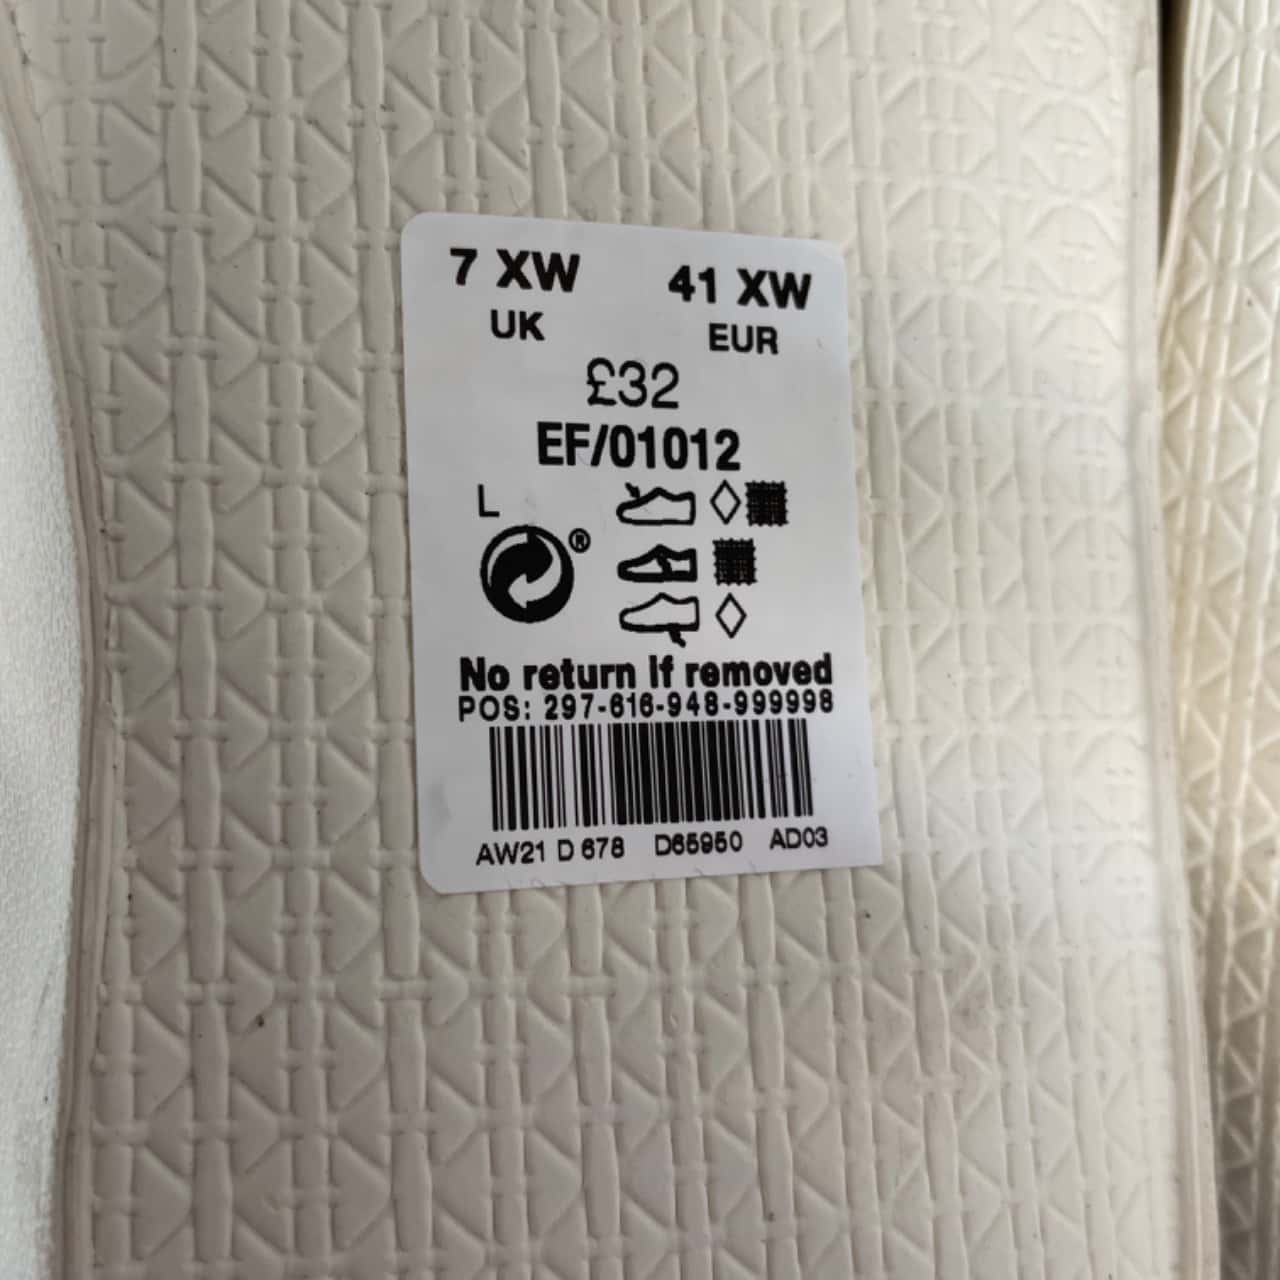 7 XW 41 XW
UK EUR
£32
EF/01012
L
®
No return if removed
POS: 297-616-948-999998
AW21 D 678 D65950 AD03